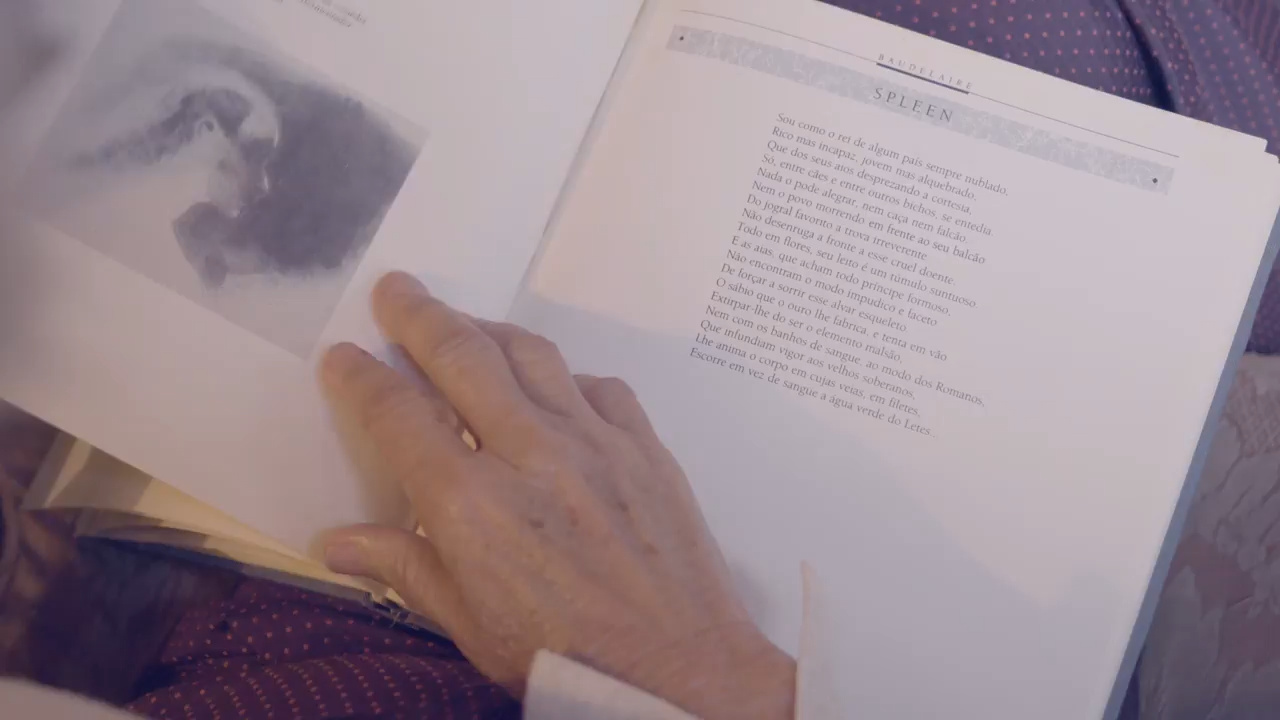 BAUDELAIRE
SPLEEN
Sou como o rei de algum país sempre nublado,
Rico mas incapaz, jovem mas alquebrado,
Que dos seus aios desprezando a cortesia,
Só, entre cães e entre outros bichos, se entedia
Nada o pode alegrar, nem caça nem falcão,
Nem o povo morrendo em frente ao seu balcão
Do jogral favorito a trova irreverente
Não desenruga a fronte a esse cruel doente.
Todo em flores, seu leito é um túmulo suntuoso
E as aias, que acham todo príncipe formoso,
Não encontram o modo impudico e faceto
De forçar a sorrir esse alvar esqueleto
O sábio que o ouro lhe fabrica, e tenta em vão
Extirpar-lhe do ser o elemento malsão,
Nem com os banhos de sangue, ao modo dos Romanos,
Que infundiam vigor aos velhos soberanos,
Lhe anima o corpo em cujas veias, em filetes,
Escorre em vez de sangue a água verde do Letes...